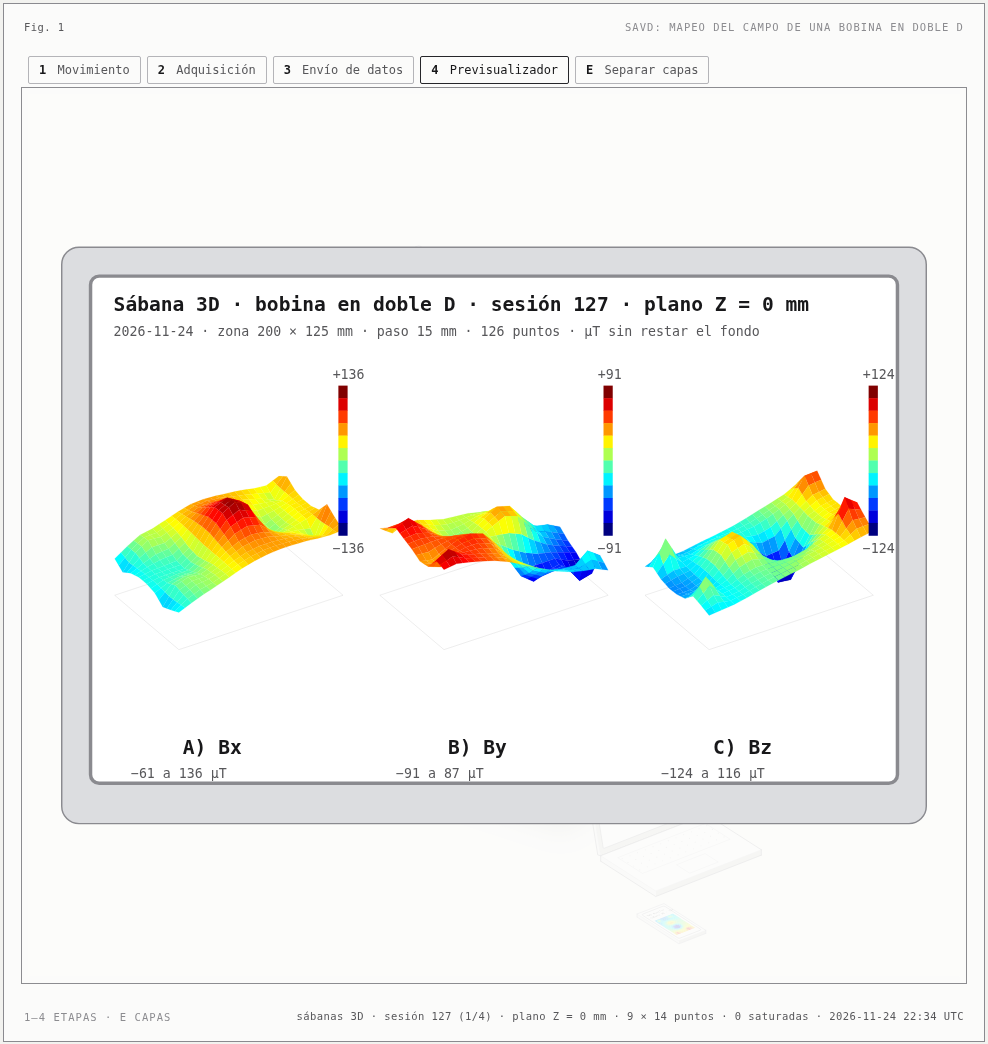 Fig. 1
SAVD: MAPEO DEL CAMPO DE UNA BOBINA EN DOBLE D
1 Movimiento
2 Adquisición
3 Envío de datos
4 Previsualizador
E Separar capas
Sábana 3D · bobina en doble D · sesión 127 · plano Z = 0 mm
2026-11-24 · zona 200 × 125 mm · paso 15 mm · 126 puntos · µT sin restar el fondo
+136
+91
+124
−136
−91
−124
A) Bx
B) By
C) Bz
−61 a 136 µT
−91 a 87 µT
−124 a 116 µT
1—4 ETAPAS · E CAPAS
sábanas 3D · sesión 127 (1/4) · plano Z = 0 mm · 9 × 14 puntos · 0 saturadas · 2026-11-24 22:34 UTC